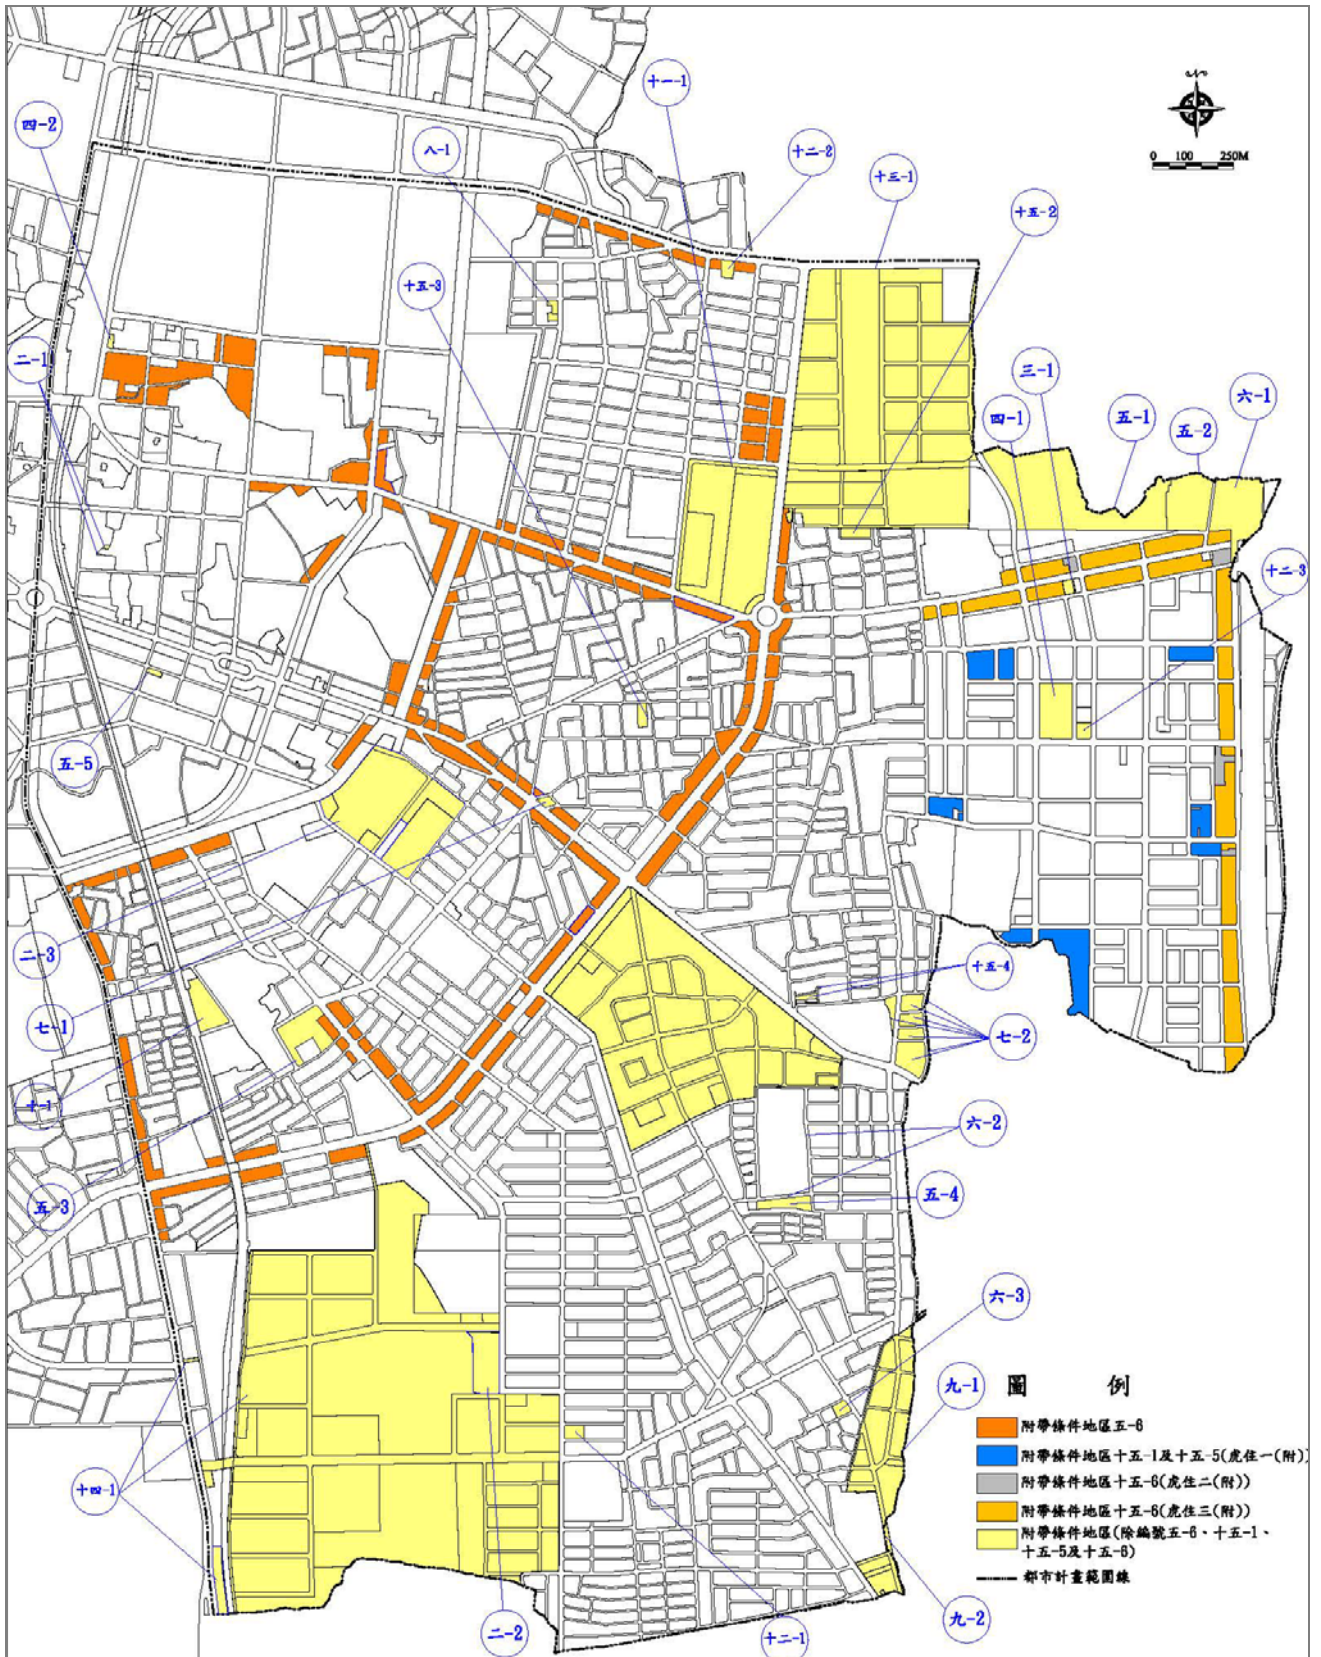 十一-1
四-2
八-1
十二-2
十三-1
十五-2
0 100 250M
十五-3
二-1
三-1
四-1
五-1
五-2
六-1
十二-3
五-5
二-3
七-1
十五-4
七-2
十-1
六-2
五-3
五-4
六-3
九-1
十四-1
二-2
十二-1
九-2
圖 例
附帶條件地區五-6
附帶條件地區十五-1及十五-5(虎住一(附))
附帶條件地區十五-6(虎住二(附))
附帶條件地區十五-6(虎住三(附))
附帶條件地區(除編號五-6、十五-1、
十五-5及十五-6)
都市計畫範圍線